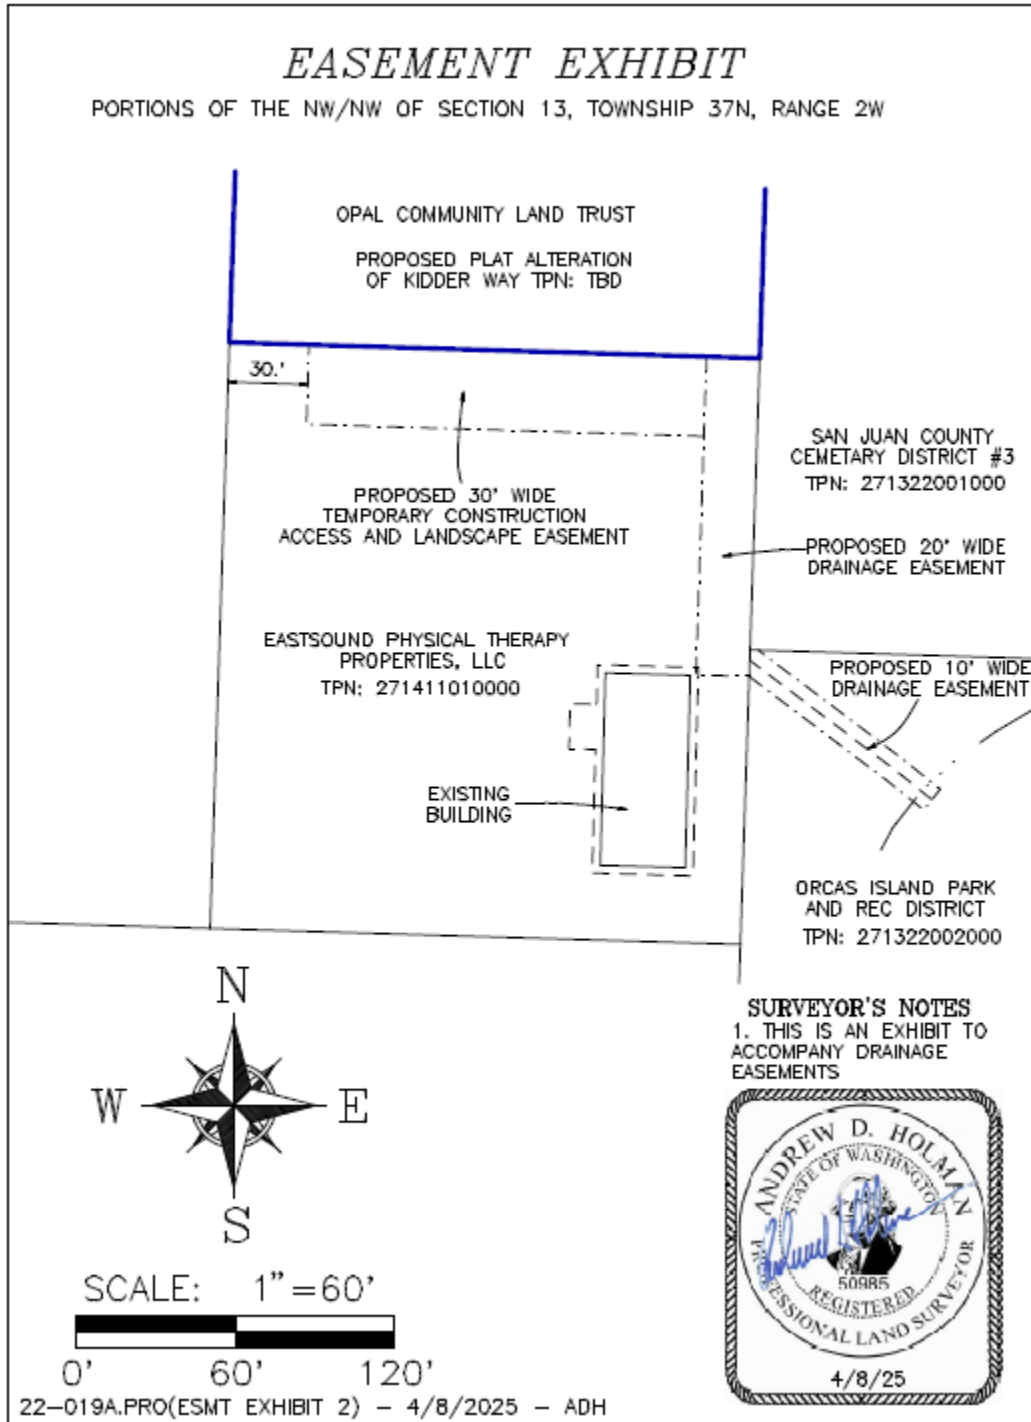 EASEMENT EXHIBIT
PORTIONS OF THE NW/NW OF SECTION 13, TOWNSHIP 37N, RANGE 2W
OPAL COMMUNITY LAND TRUST
PROPOSED PLAT ALTERATION
OF KIDDER WAY TPN: TBD
30.'
SAN JUAN COUNTY
CEMETARY DISTRICT #3
TPN: 271322001000
PROPOSED 30' WIDE
TEMPORARY CONSTRUCTION
ACCESS AND LANDSCAPE EASEMENT
PROPOSED 20' WIDE
DRAINAGE EASEMENT
EASTSOUND PHYSICAL THERAPY
PROPERTIES, LLC
TPN: 271411010000
PROPOSED 10' WIDE
DRAINAGE EASEMENT
EXISTING
BUILDING
ORCAS ISLAND PARK
AND REC DISTRICT
TPN: 271322002000
N
W
E
S
SURVEYOR'S NOTES
1. THIS IS AN EXHIBIT TO
ACCOMPANY DRAINAGE
EASEMENTS
ANDREW D. HOLMAN
STATE OF WASHINGTON
50985
REGISTERED
PROFESSIONAL LAND SURVEYOR
4/8/25
SCALE: 1"=60'
0' 60' 120'
22-019A.PRO(ESMT EXHIBIT 2) - 4/8/2025 - ADH